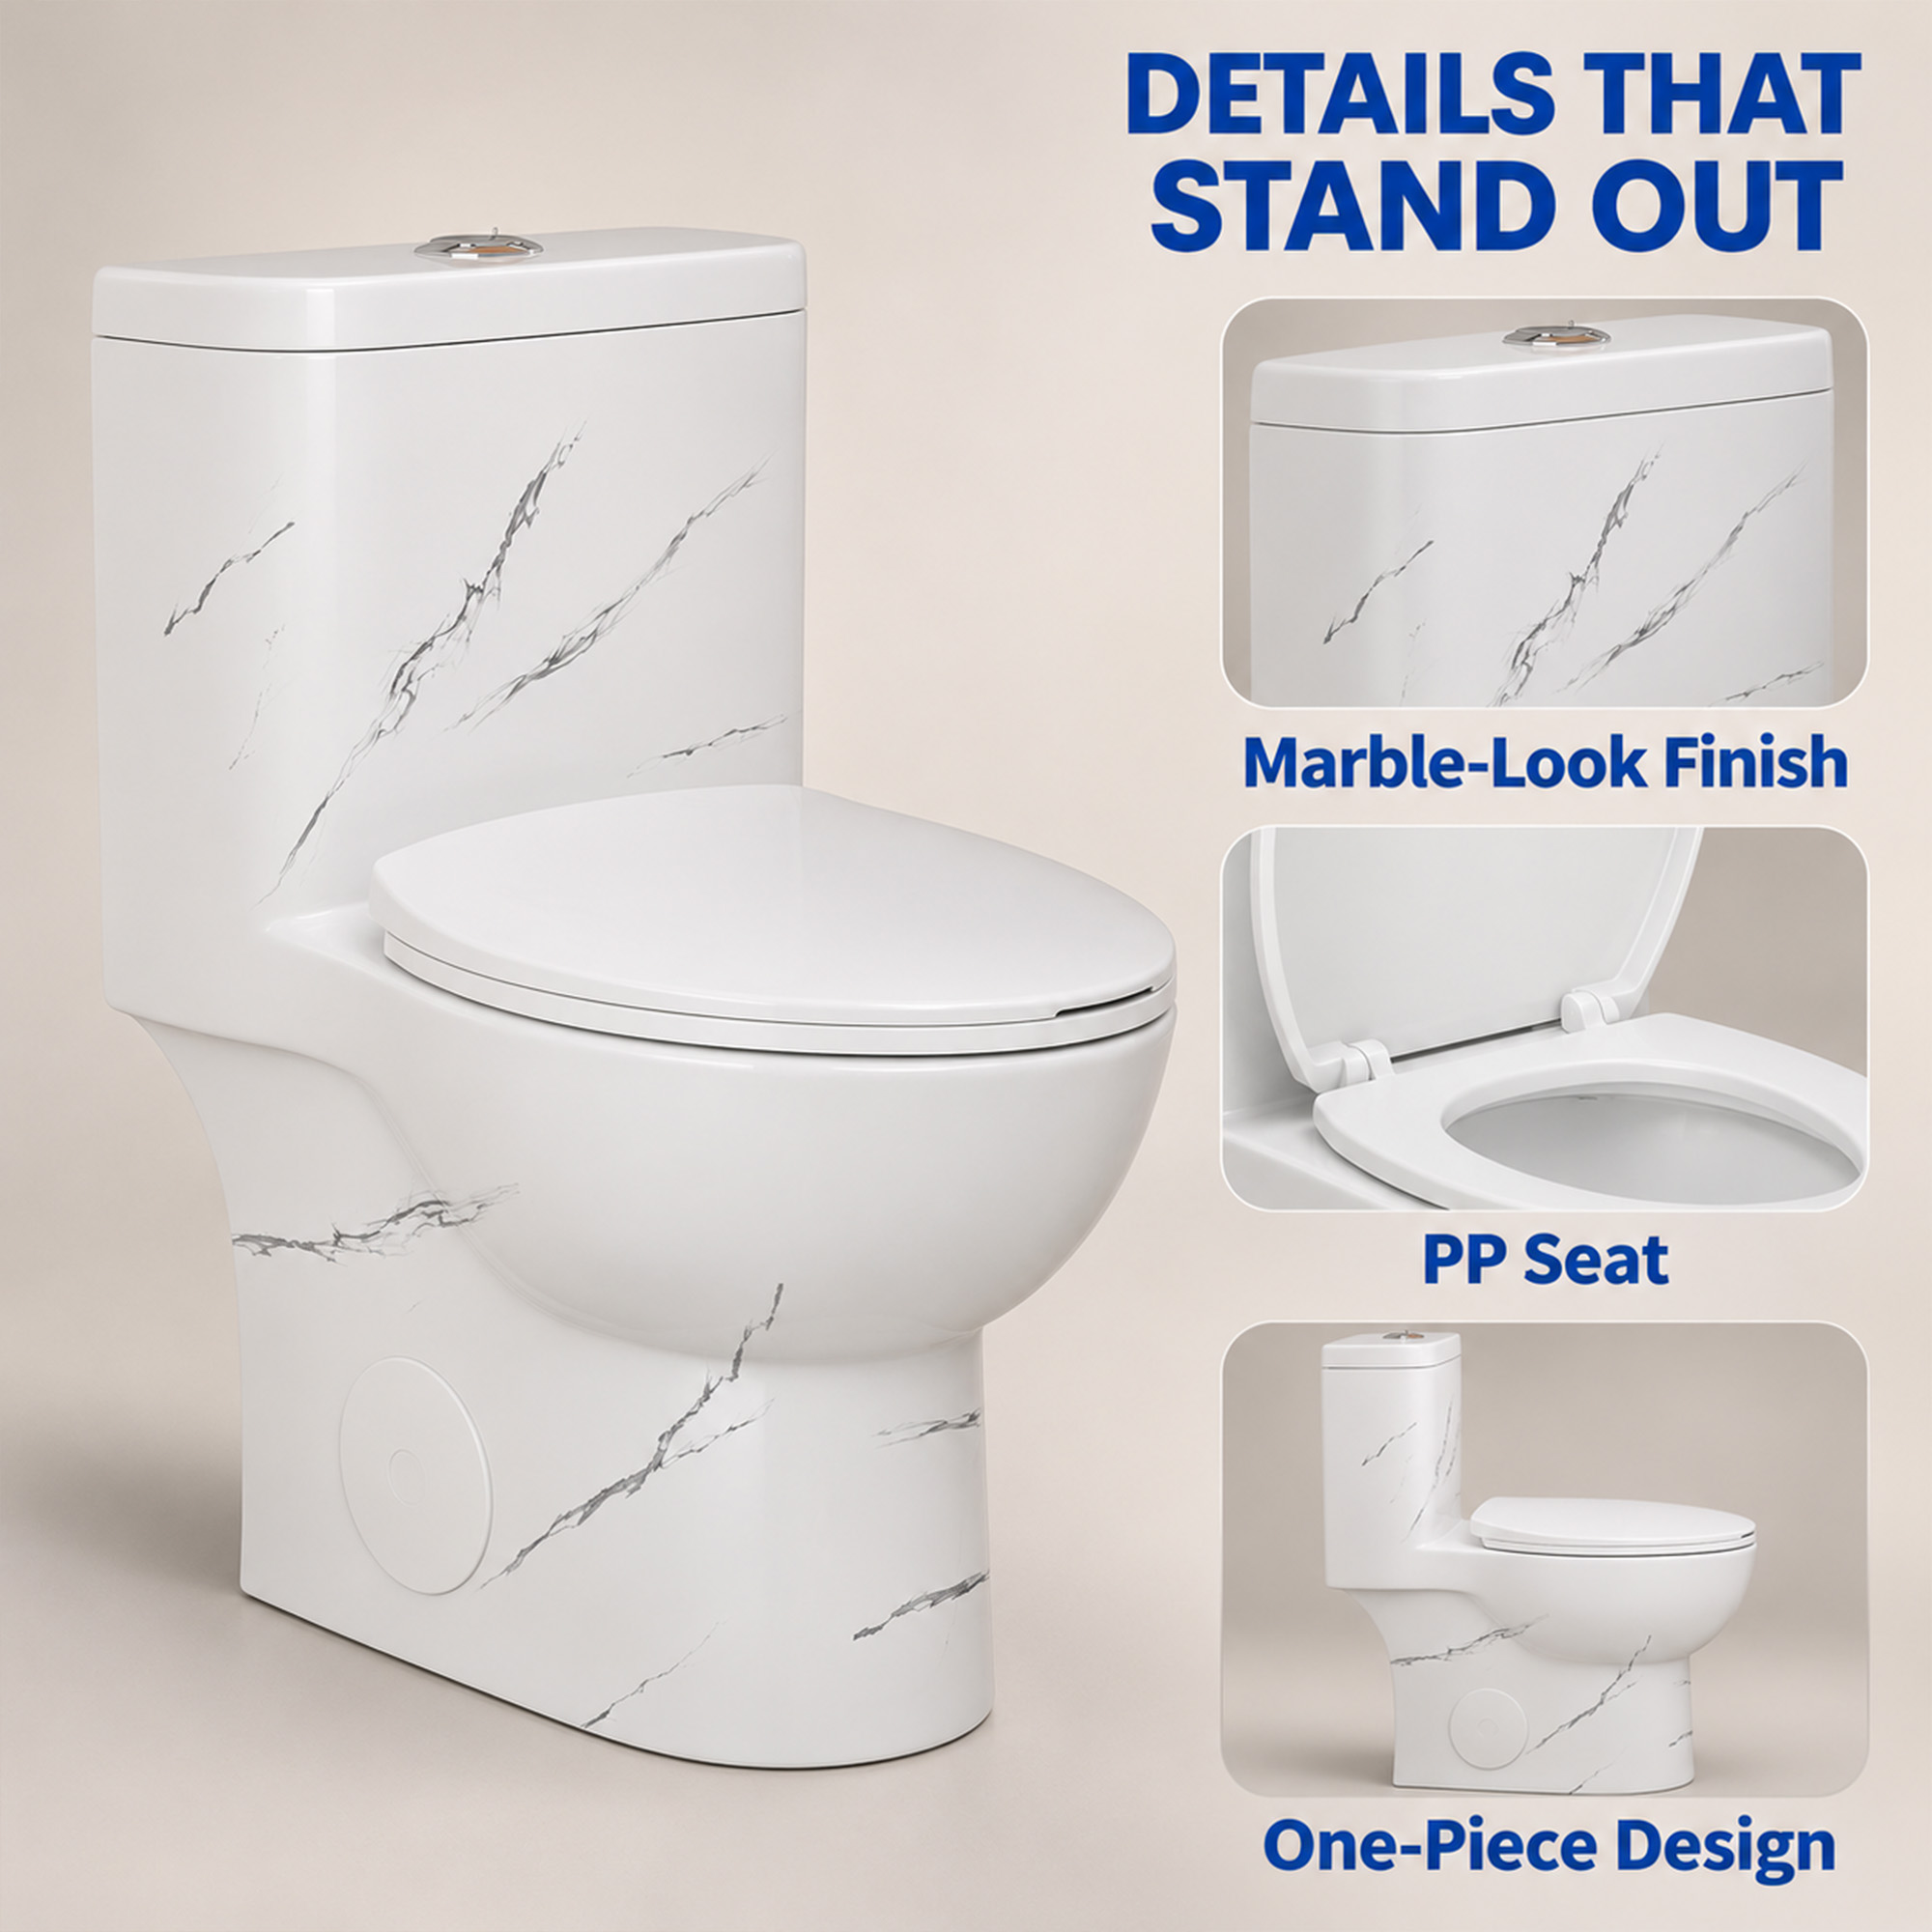 DETAILS THAT
STAND OUT
Marble-Look Finish
PP Seat
One-Piece Design